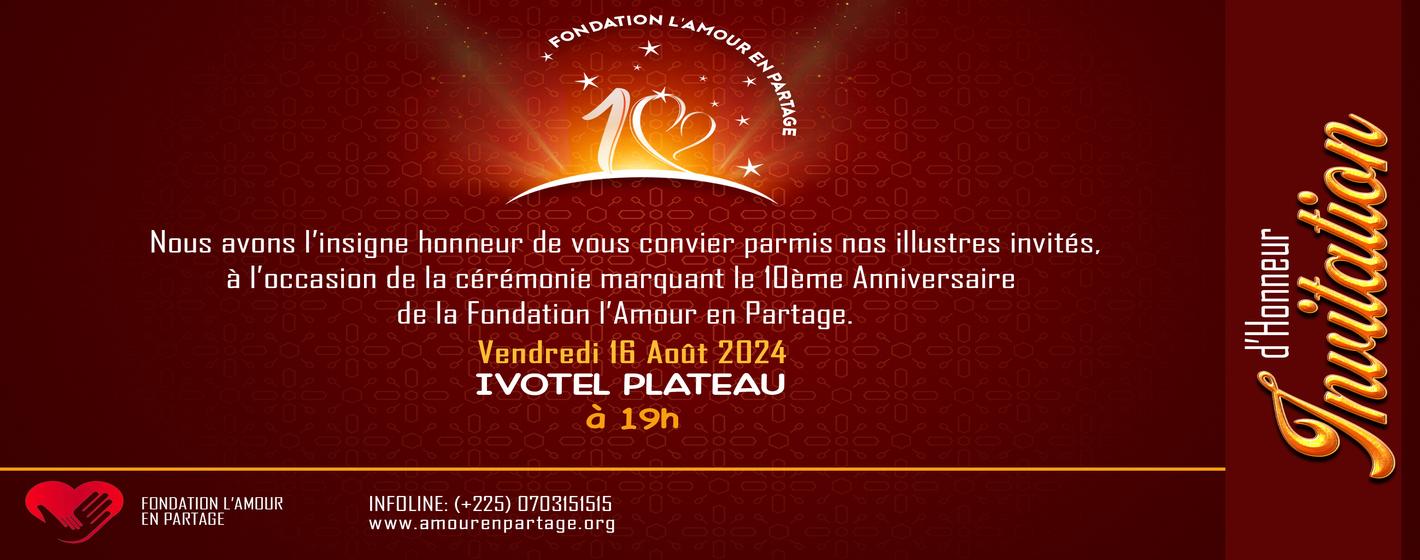 FONDATION L'AMOUR EN PARTAGE
10
Nous avons l'insigne honneur de vous convier parmis nos illustres invités,
à l'occasion de la cérémonie marquant le 10ème Anniversaire
de la Fondation l'Amour en Partage.
Vendredi 16 Août 2024
IVOTEL PLATEAU
à 19h
FONDATION L'AMOUR
EN PARTAGE
INFOLINE: (+225) 0703151515
www.amourenpartage.org
Invitation
d'Honneur